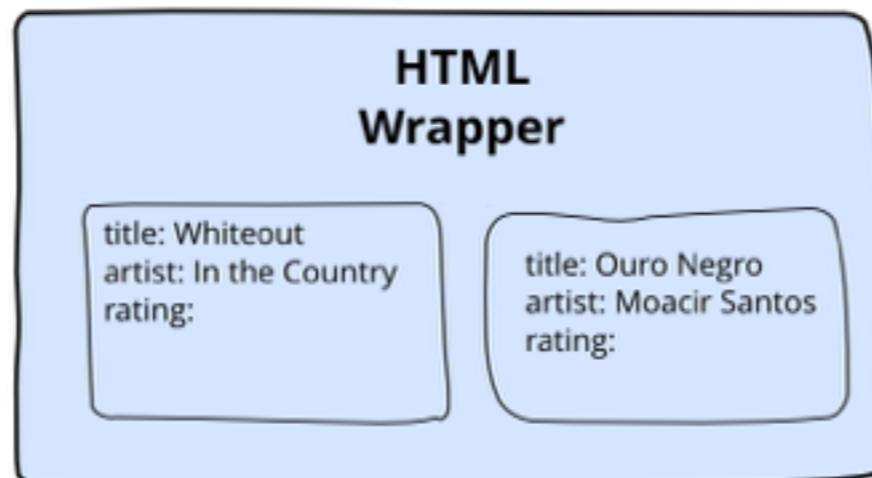 HTML
Wrapper
title: Whiteout
artist: In the Country
rating:
title: Ouro Negro
artist: Moacir Santos
rating: